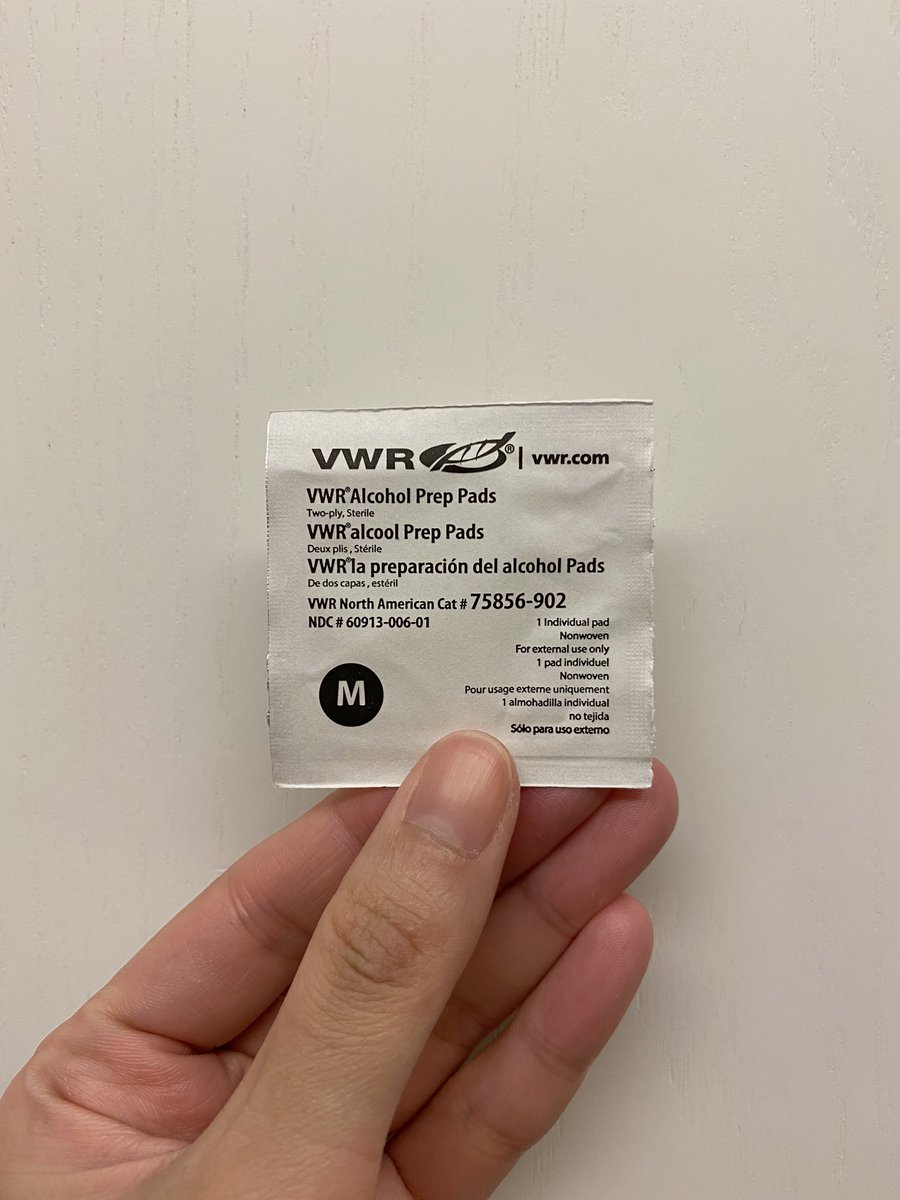 VWR® | vwr.com
VWR® Alcohol Prep Pads
Two-ply, Sterile
VWR® alcool Prep Pads
Deux plis , Stérile
VWR® la preparación del alcohol Pads
De dos capas , estéril
VWR North American Cat # 75856-902
NDC # 60913-006-01
1 Individual pad
Nonwoven
For external use only
1 pad individuel
Nonwoven
Pour usage externe uniquement
1 almohadilla individual
no tejida
Sólo para uso externo
M